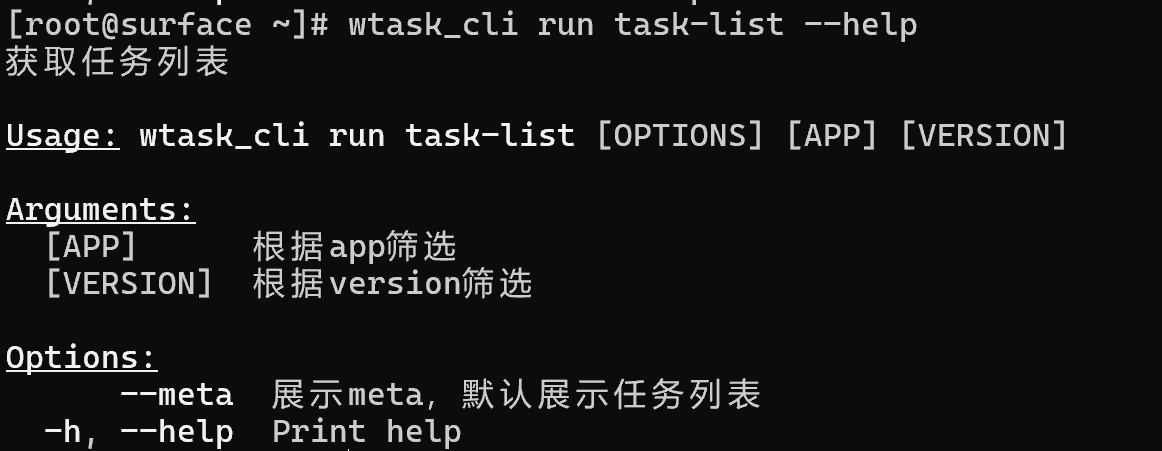 [root@surface ~]# wtask_cli run task-list --help
获取任务列表
Usage: wtask_cli run task-list [OPTIONS] [APP] [VERSION]
Arguments:
[APP] 根据app筛选
[VERSION] 根据version筛选
Options:
--meta 展示meta, 默认展示任务列表
-h, --help Print help